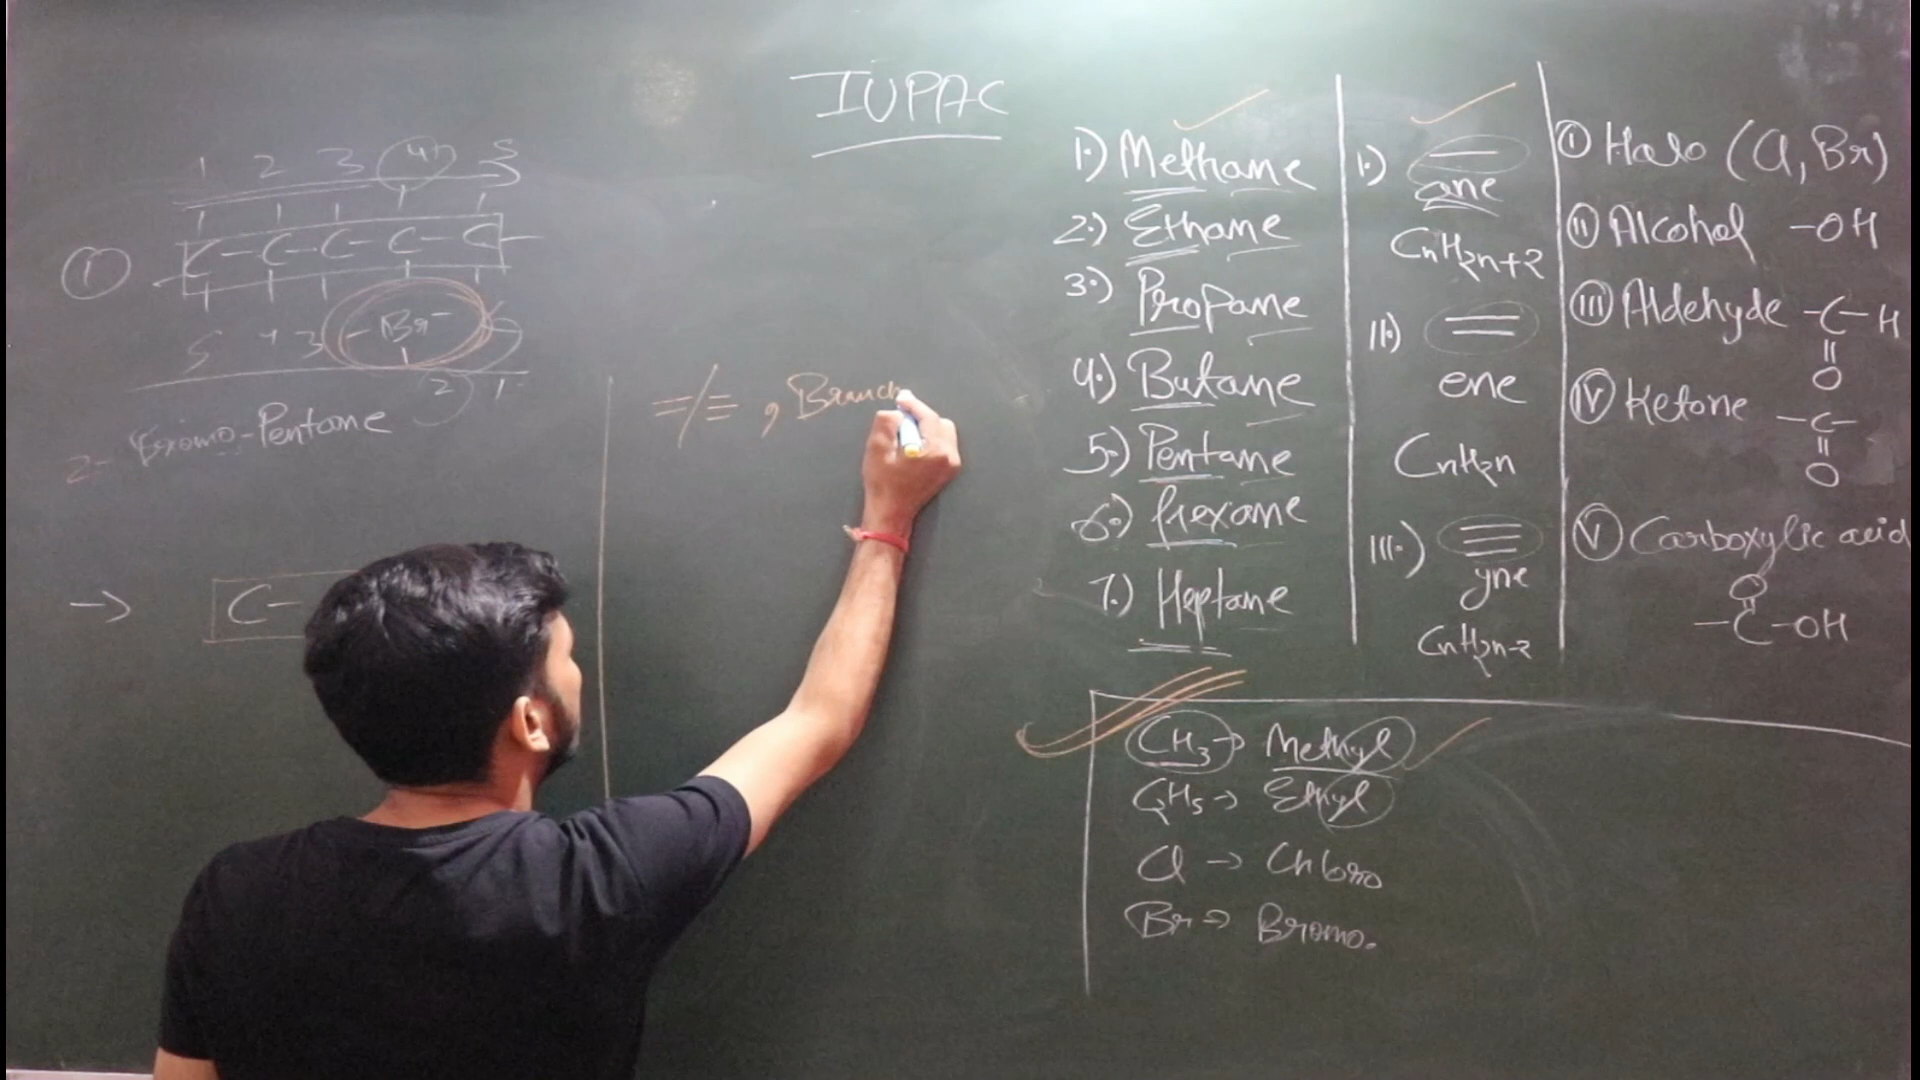 IUPAC
1 2 3 4 5
1 C-C-C-C-C-
5 4 3 -Br-
2 1
2- Bromo-Pentane
=/≡ , Branch
→ C-
1.) Methane
2.) Ethane
3.) Propane
4.) Butane
5.) Pentane
6.) Hexane
7.) Heptane
I.) —
ane
CnH2n+2
II.) =
ene
CnH2n
III.) ≡
yne
CnH2n-2
I Halo (Cl, Br)
II Alcohol -OH
III Aldehyde -C-H
||
O
IV Ketone -C-
||
O
V Carboxylic acid
O
||
-C-OH
CH3→ Methyl
C2H5→ Ethyl
Cl → Chloro
Br→ Bromo.